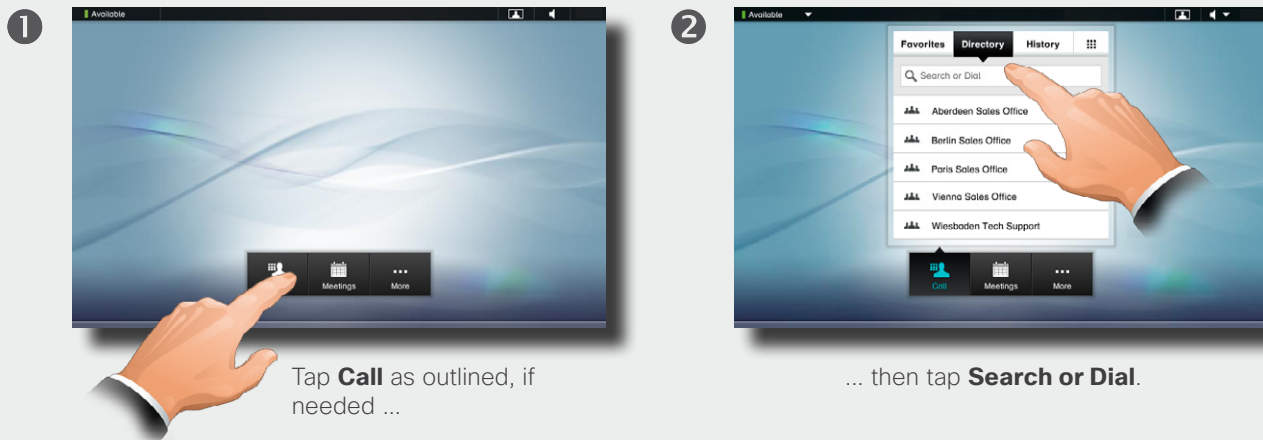 1
Available
Meetings
More
Tap Call as outlined, if
needed ...
2
Available
Favorites Directory History
Search or Dial
Aberdeen Sales Office
Berlin Sales Office
Paris Sales Office
Vienna Sales Office
Wiesbaden Tech Support
Call Meetings More
... then tap Search or Dial.